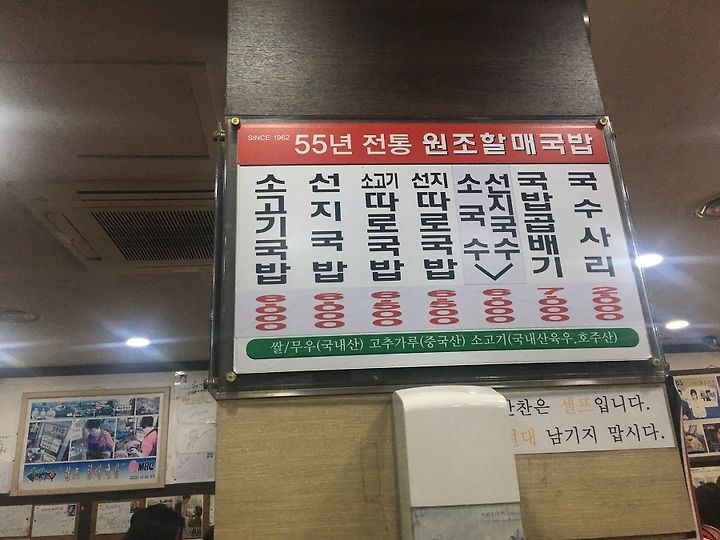 SINCE 1962 55년 전통 원조할매국밥
소고기국밥 6000
선지국밥 6000
소고기따로국밥 6500
선지따로국밥 6500
소국수 선지국수 6000
국밥곱배기 7000
국수사리 2000
쌀/무우(국내산) 고추가루(중국산) 소고기(국내산육우,호주산)
찬은 셀프입니다.
남기지 맙시다.
MBC